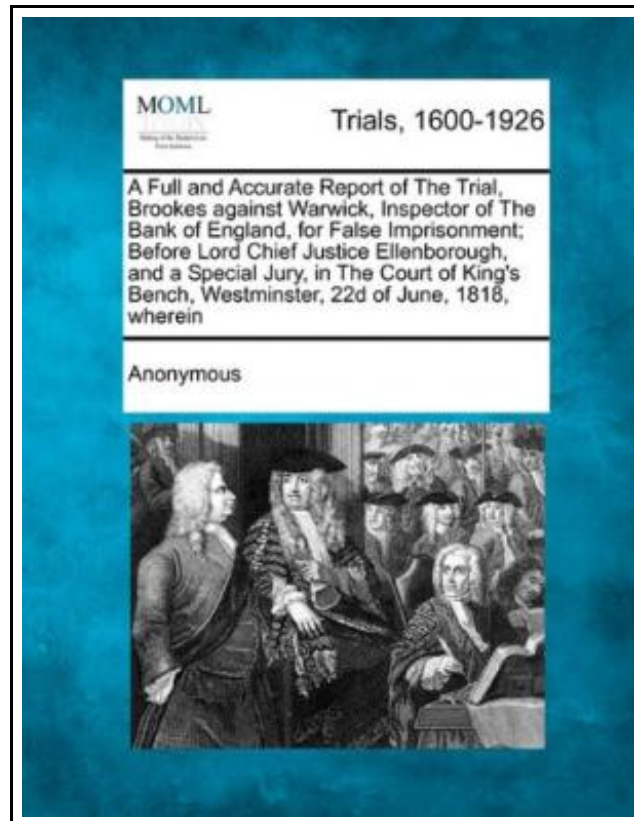 MOML
Trials, 1600-1926
A Full and Accurate Report of The Trial,
Brookes against Warwick, Inspector of The
Bank of England, for False Imprisonment;
Before Lord Chief Justice Ellenborough,
and a Special Jury, in The Court of King's
Bench, Westminster, 22d of June, 1818,
wherein
Anonymous